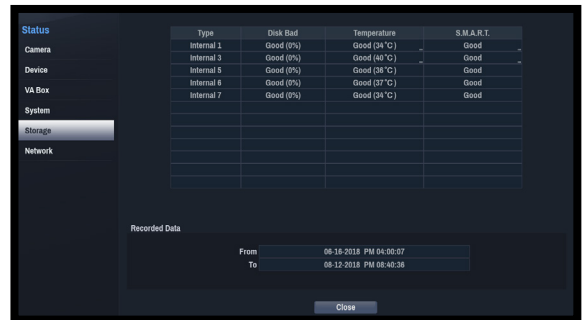 Status
Camera
Device
VA Box
System
Storage
Network
Type Disk Bad Temperature S.M.A.R.T.
Internal 1 Good (0%) Good (34˚C) Good
Internal 3 Good (0%) Good (40˚C) Good
Internal 5 Good (0%) Good (36˚C) Good
Internal 6 Good (0%) Good (37˚C) Good
Internal 7 Good (0%) Good (34˚C) Good
Recorded Data
From 06-16-2018 PM 04:00:07
To 08-12-2018 PM 08:40:36
Close